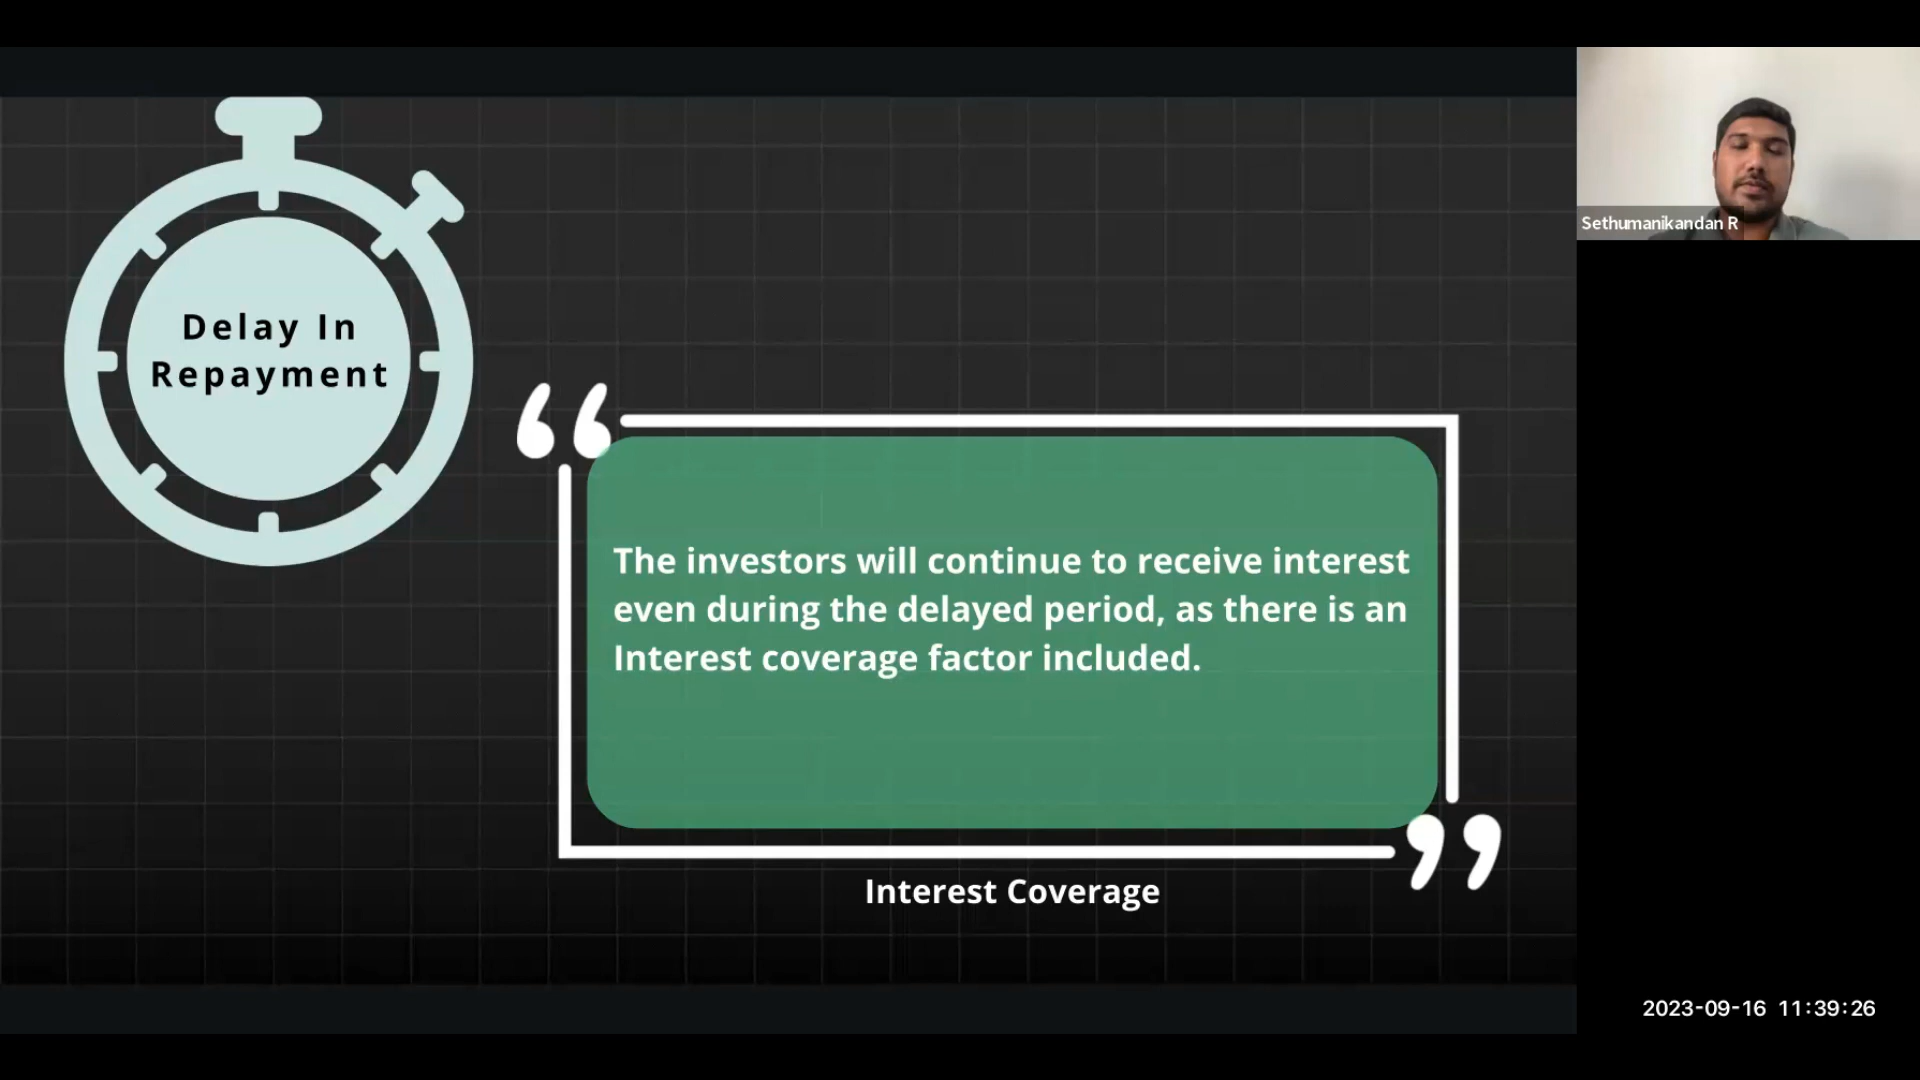 Delay In
Repayment
The investors will continue to receive interest
even during the delayed period, as there is an
Interest coverage factor included.
Interest Coverage
Sethumanikandan R
2023-09-16 11:39:26